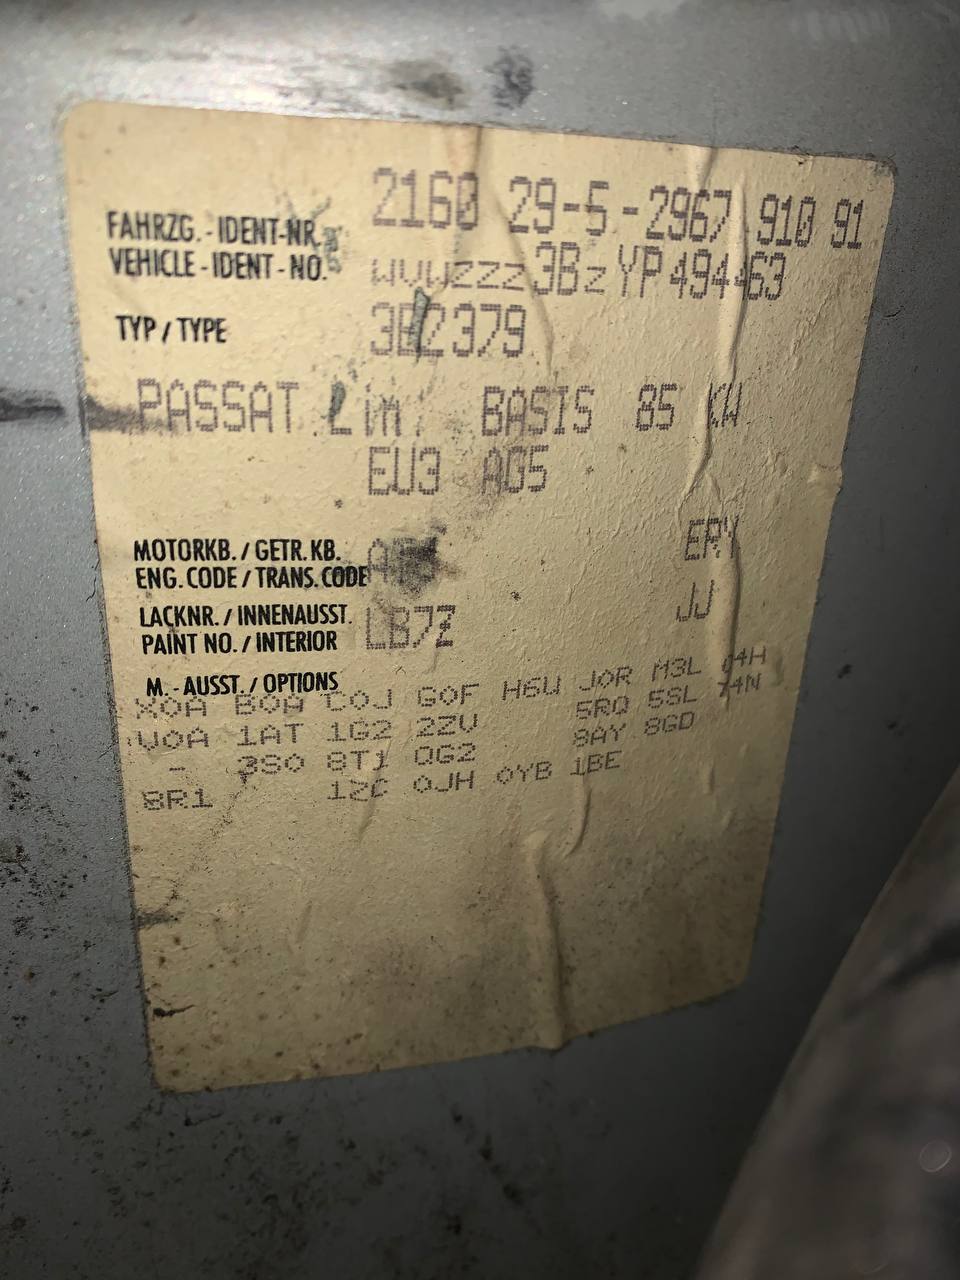 2160 29-5-2967 910 91
FAHRZG.-IDENT-NR.
VEHICLE-IDENT-NO. WVWZZZ3BZYP494463
TYP / TYPE 3B2379
PASSAT Lim. BASIS 85 KW
EU3 AG5
MOTORKB. / GETR. KB. ERY
ENG. CODE / TRANS. CODE
LACKNR. / INNENAUSST. LB7Z JJ
PAINT NO. / INTERIOR
M.-AUSST. / OPTIONS
X0A B0A C0J G0F H6W J0R M3L
U0A 1AT 1G2 2ZV 5RQ 5SL
- 3S0 8T1 QG2 8AY 8GD
8R1 1ZC 0JH 0YB 1BE